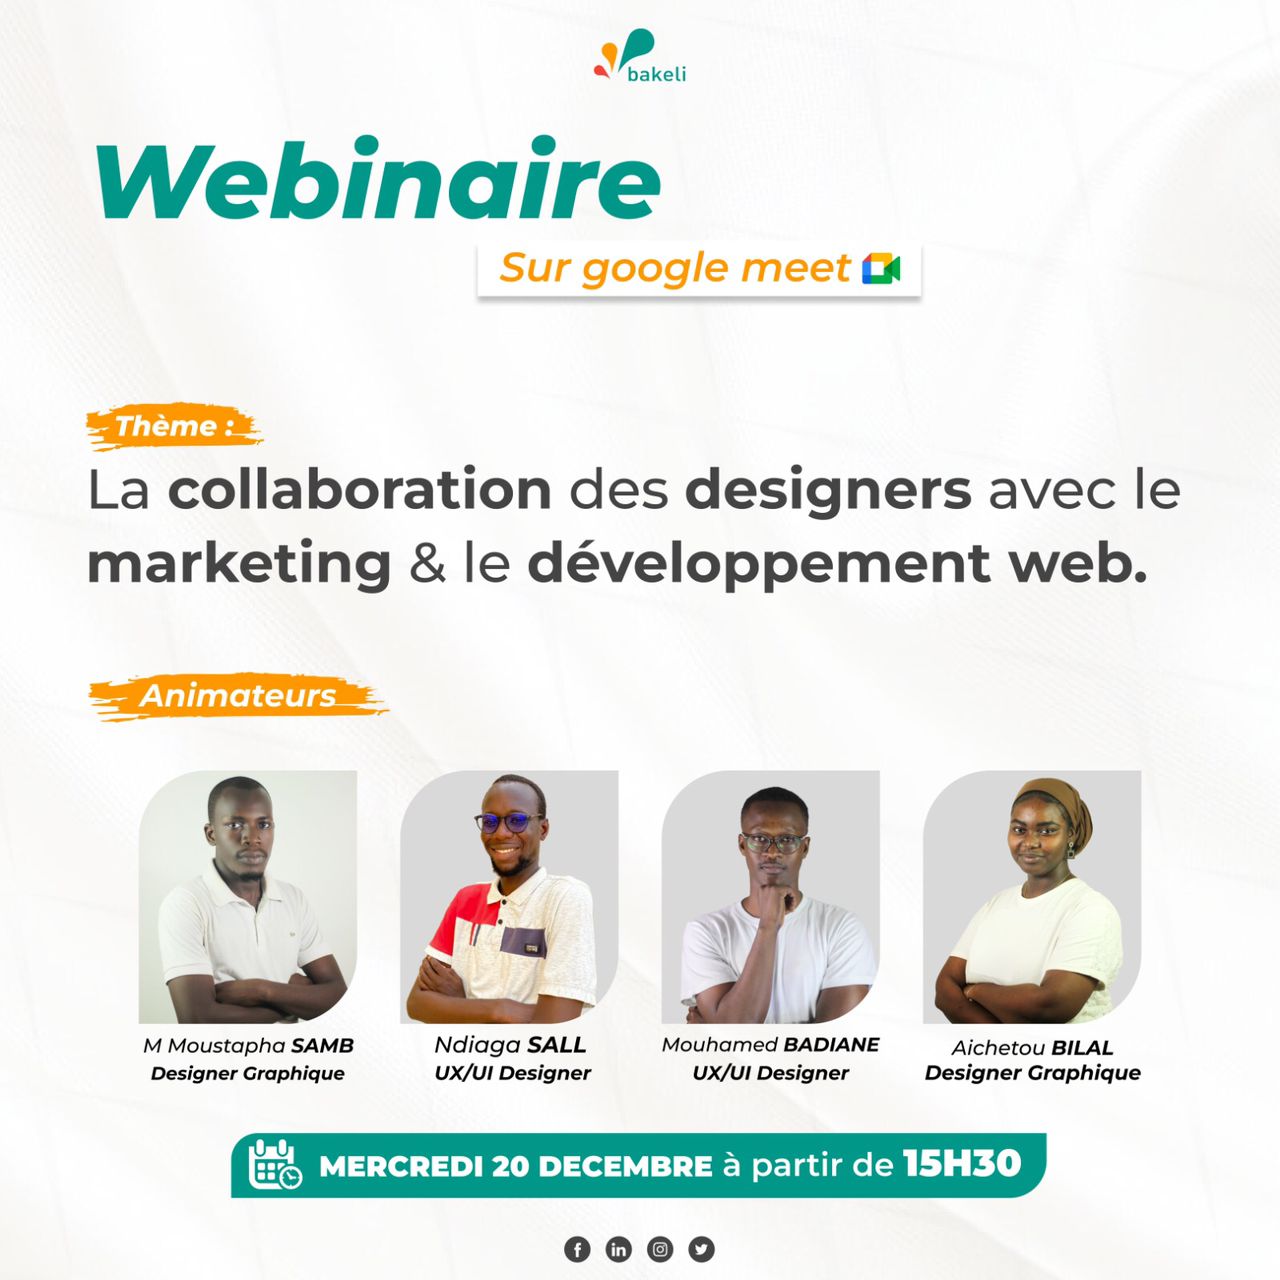 bakeli
Webinaire
Sur google meet
Thème :
La collaboration des designers avec le
marketing & le développement web.
Animateurs
M Moustapha SAMB
Designer Graphique
Ndiaga SALL
UX/UI Designer
Mouhamed BADIANE
UX/UI Designer
Aichetou BILAL
Designer Graphique
MERCREDI 20 DECEMBRE à partir de 15H30